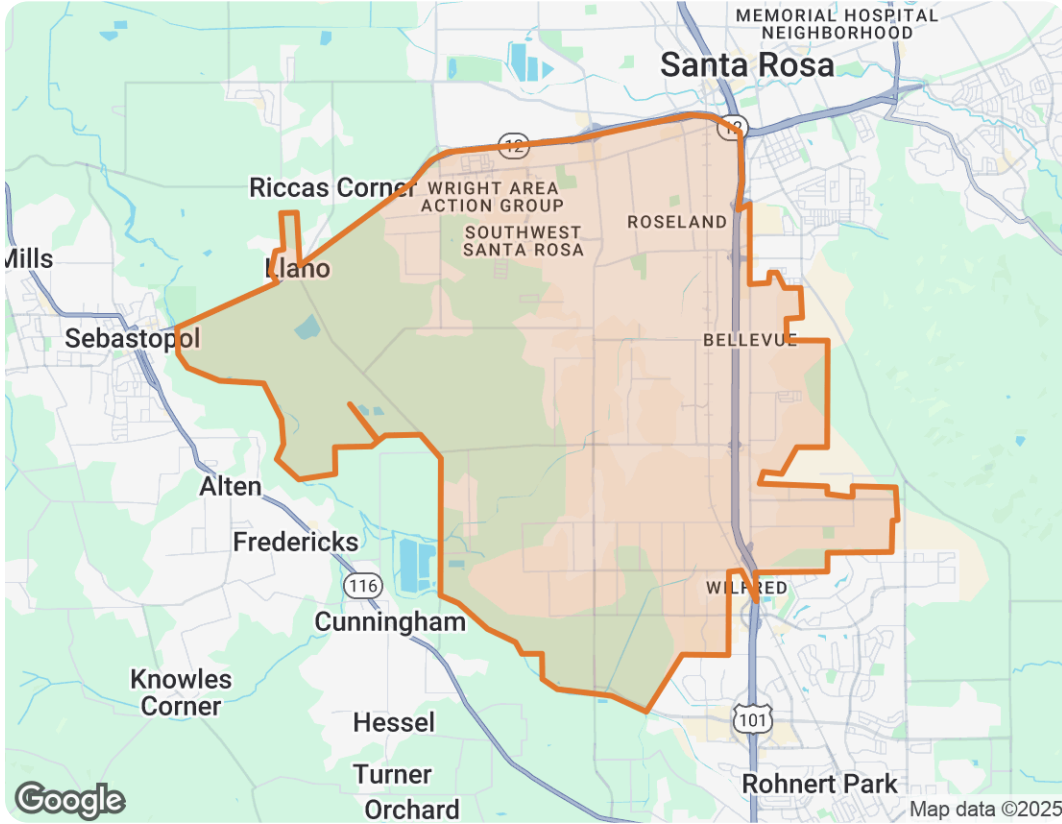 MEMORIAL HOSPITAL
NEIGHBORHOOD
Santa Rosa
12
12
Riccas Corner
WRIGHT AREA
ACTION GROUP
ROSELAND
SOUTHWEST
SANTA ROSA
Mills
Llano
Sebastopol
BELLEVUE
Alten
Fredericks
116
WILFRED
Cunningham
Knowles
Corner
Hessel
101
Turner
Rohnert Park
Orchard
Google
Map data ©2025